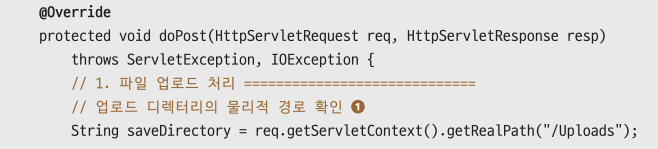 @Override
protected void doPost(HttpServletRequest req, HttpServletResponse resp)
throws ServletException, IOException {
// 1. 파일 업로드 처리 =============================
// 업로드 디렉터리의 물리적 경로 확인 ❶
String saveDirectory = req.getServletContext().getRealPath("/Uploads");